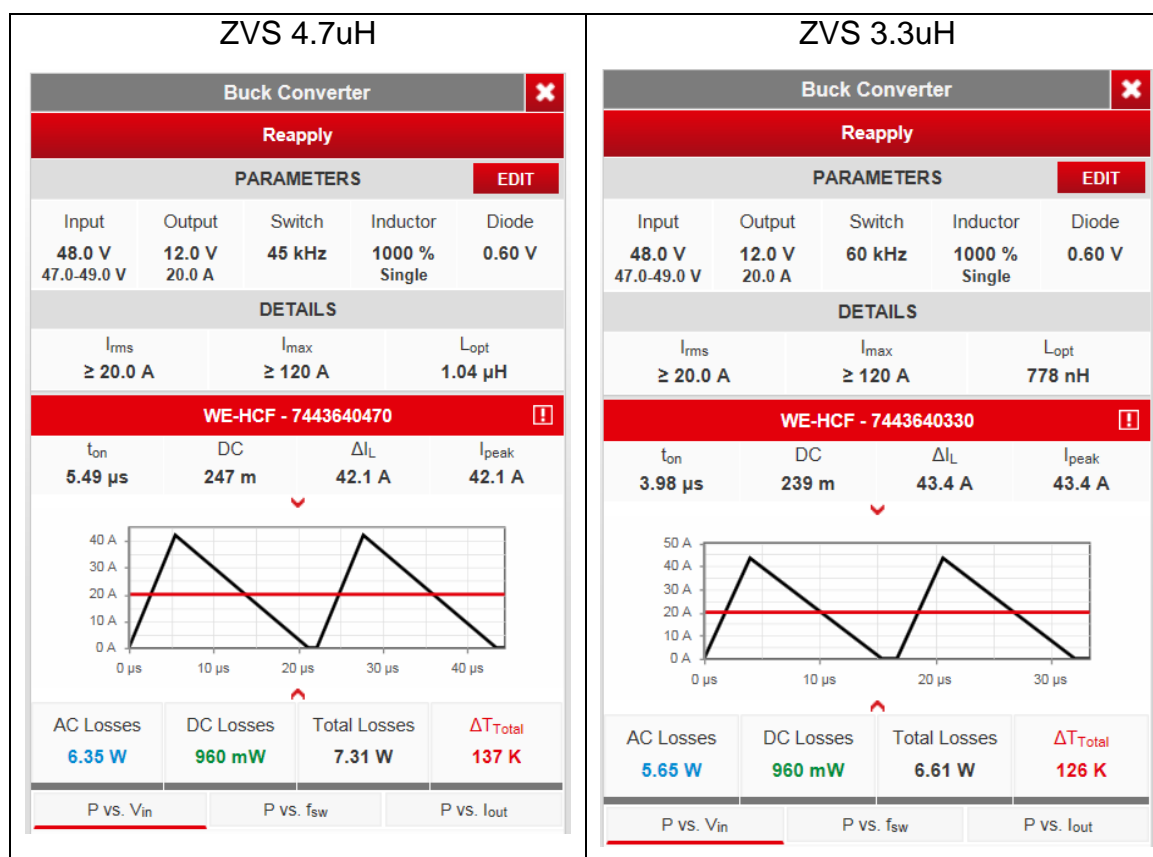 ZVS 4.7uH
Buck Converter
Reapply
PARAMETERS
EDIT
Input Output Switch Inductor Diode
48.0 V 12.0 V 45 kHz 1000 % 0.60 V
47.0-49.0 V 20.0 A Single
DETAILS
Irms Imax Lopt
≥ 20.0 A ≥ 120 A 1.04 µH
WE-HCF - 7443640470
ton DC ΔIL Ipeak
5.49 µs 247 m 42.1 A 42.1 A
40 A
30 A
20 A
10 A
0 A
0 µs 10 µs 20 µs 30 µs 40 µs
AC Losses DC Losses Total Losses ΔTTotal
6.35 W 960 mW 7.31 W 137 K
P vs. Vin P vs. fsw P vs. Iout
ZVS 3.3uH
Buck Converter
Reapply
PARAMETERS
EDIT
Input Output Switch Inductor Diode
48.0 V 12.0 V 60 kHz 1000 % 0.60 V
47.0-49.0 V 20.0 A Single
DETAILS
Irms Imax Lopt
≥ 20.0 A ≥ 120 A 778 nH
WE-HCF - 7443640330
ton DC ΔIL Ipeak
3.98 µs 239 m 43.4 A 43.4 A
50 A
40 A
30 A
20 A
10 A
0 A
0 µs 10 µs 20 µs 30 µs
AC Losses DC Losses Total Losses ΔTTotal
5.65 W 960 mW 6.61 W 126 K
P vs. Vin P vs. fsw P vs. Iout